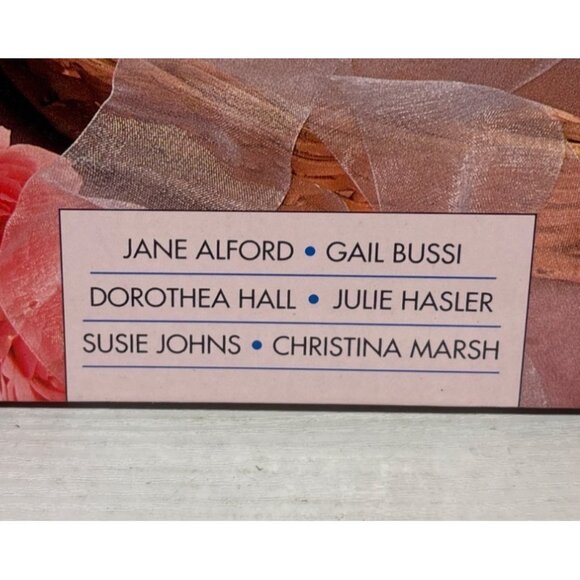 JANE ALFORD • GAIL BUSSI
DOROTHEA HALL • JULIE HASLER
SUSIE JOHNS • CHRISTINA MARSH